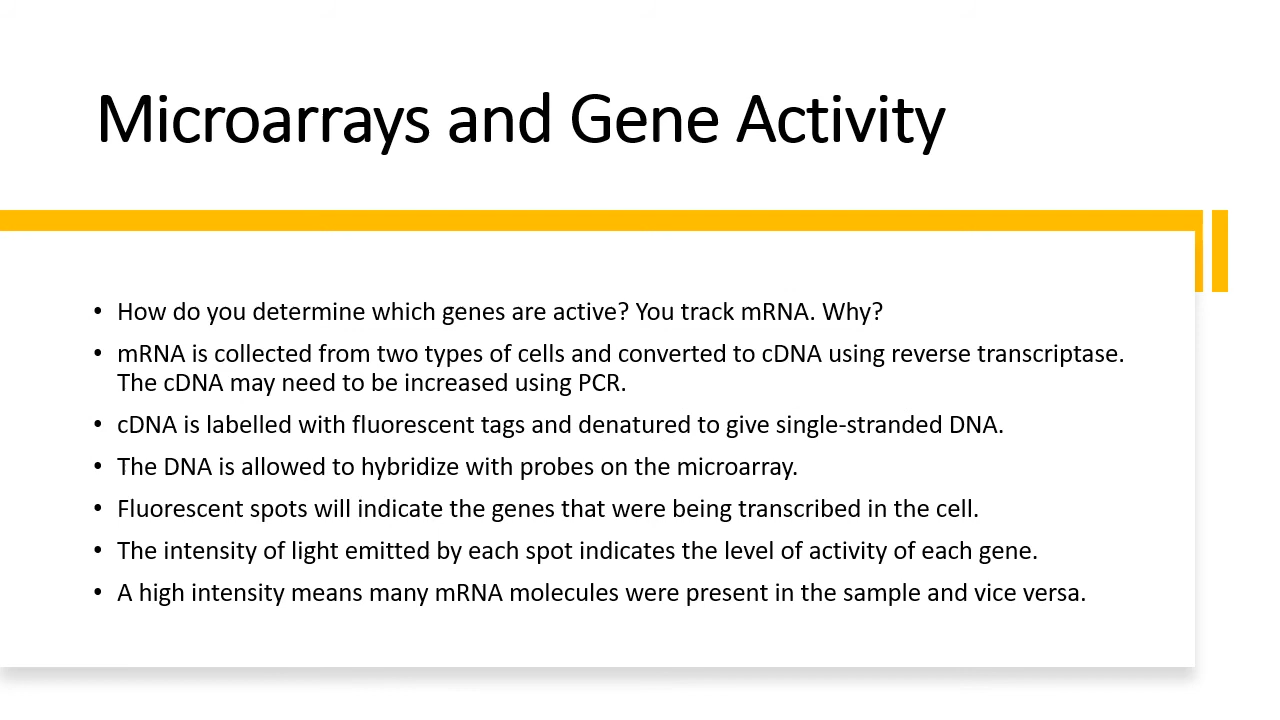 Microarrays and Gene Activity
• How do you determine which genes are active? You track mRNA. Why?
• mRNA is collected from two types of cells and converted to cDNA using reverse transcriptase.
The cDNA may need to be increased using PCR.
• cDNA is labelled with fluorescent tags and denatured to give single-stranded DNA.
• The DNA is allowed to hybridize with probes on the microarray.
• Fluorescent spots will indicate the genes that were being transcribed in the cell.
• The intensity of light emitted by each spot indicates the level of activity of each gene.
• A high intensity means many mRNA molecules were present in the sample and vice versa.